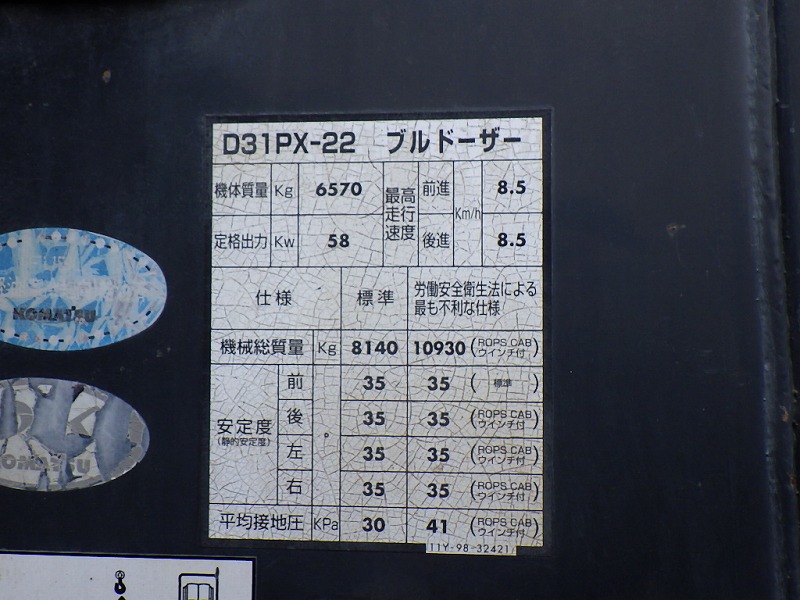 D31PX-22 ブルドーザー
機体質量 Kg 6570 最高走行速度 前進 Km/h 8.5
定格出力 Kw 58 後進 8.5
仕様 標準 労働安全衛生法による最も不利な仕様
機械総質量 Kg 8140 10930 (ROPS CAB ウインチ付)
安定度 (静的安定度) 前 ° 35 35 (標準)
後 35 35 (ROPS CAB ウインチ付)
左 35 35 (ROPS CAB ウインチ付)
右 35 35 (ROPS CAB ウインチ付)
平均接地圧 KPa 30 41 (ROPS CAB ウインチ付)
11Y-98-32421
KOMATSU
KOMATSU